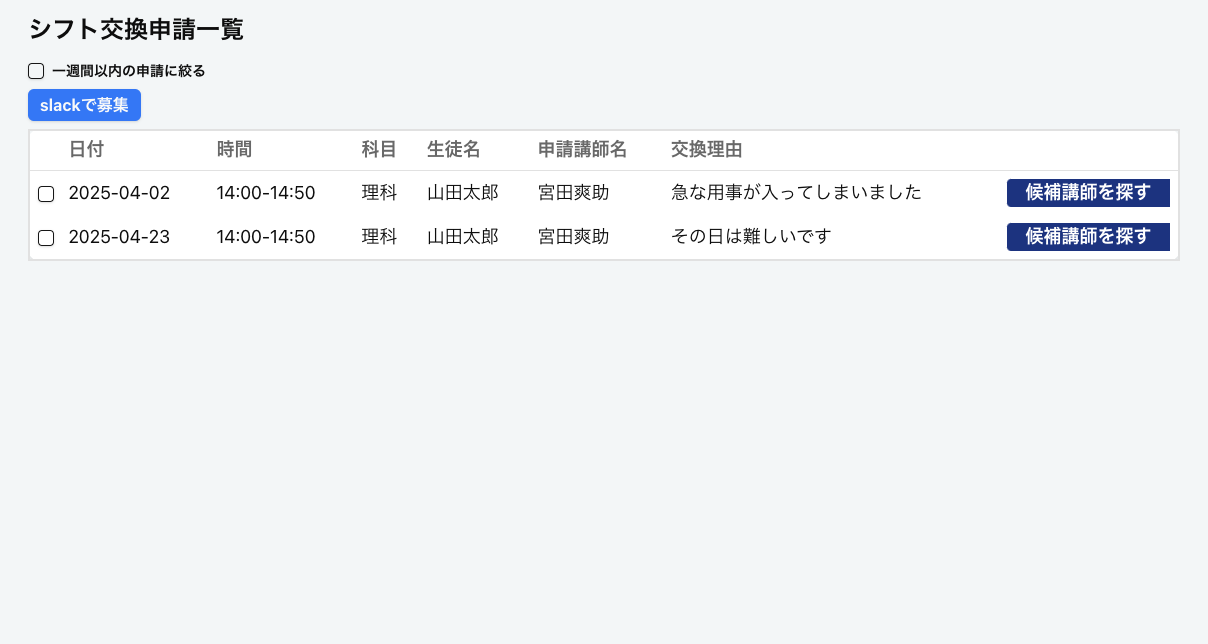 シフト交換申請一覧
一週間以内の申請に絞る
slackで募集
日付 時間 科目 生徒名 申請講師名 交換理由
2025-04-02 14:00-14:50 理科 山田太郎 宮田爽助 急な用事が入ってしまいました 候補講師を探す
2025-04-23 14:00-14:50 理科 山田太郎 宮田爽助 その日は難しいです 候補講師を探す